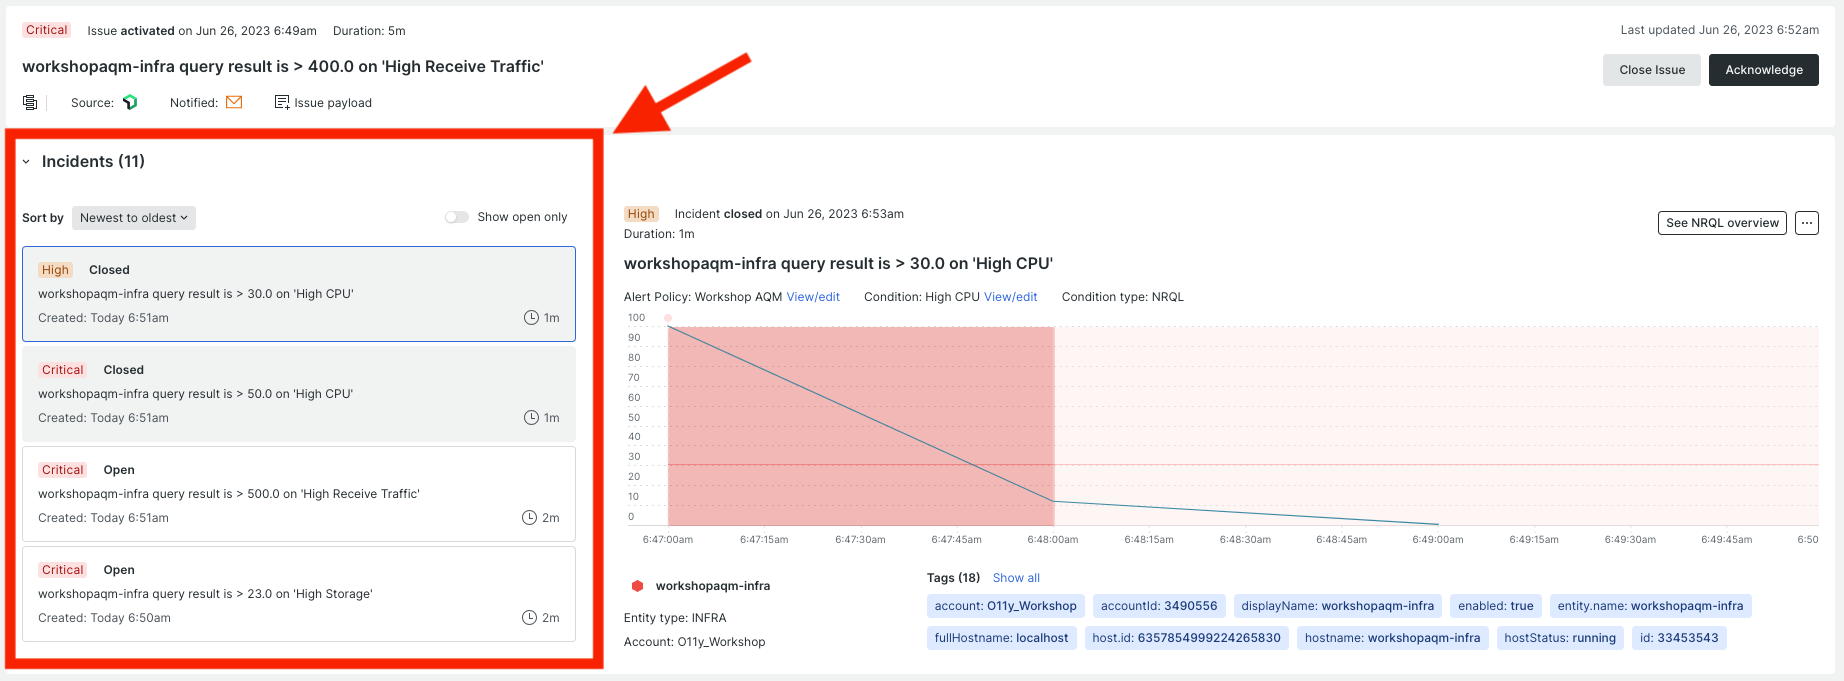 Critical Issue activated on Jun 26, 2023 6:49am Duration: 5m
Last updated Jun 26, 2023 6:52am
workshopaqm-infra query result is > 400.0 on 'High Receive Traffic'
Close Issue
Acknowledge
Source: Notified: Issue payload
Incidents (11)
Sort by Newest to oldest Show open only
High Closed
workshopaqm-infra query result is > 30.0 on 'High CPU'
Created: Today 6:51am 1m
Critical Closed
workshopaqm-infra query result is > 50.0 on 'High CPU'
Created: Today 6:51am 1m
Critical Open
workshopaqm-infra query result is > 500.0 on 'High Receive Traffic'
Created: Today 6:51am 2m
Critical Open
workshopaqm-infra query result is > 23.0 on 'High Storage'
Created: Today 6:50am 2m
High Incident closed on Jun 26, 2023 6:53am
Duration: 1m
See NRQL overview ...
workshopaqm-infra query result is > 30.0 on 'High CPU'
Alert Policy: Workshop AQM View/edit Condition: High CPU View/edit Condition type: NRQL
100
90
80
70
60
50
40
30
20
10
0
6:47:00am 6:47:15am 6:47:30am 6:47:45am 6:48:00am 6:48:15am 6:48:30am 6:48:45am 6:49:00am 6:49:15am 6:49:30am 6:49:45am 6:50
workshopaqm-infra
Entity type: INFRA
Account: O11y_Workshop
Tags (18) Show all
account: O11y_Workshop accountId: 3490556 displayName: workshopaqm-infra enabled: true entity.name: workshopaqm-infra
fullHostname: localhost host.id: 6357854999224265830 hostname: workshopaqm-infra hostStatus: running id: 33453543